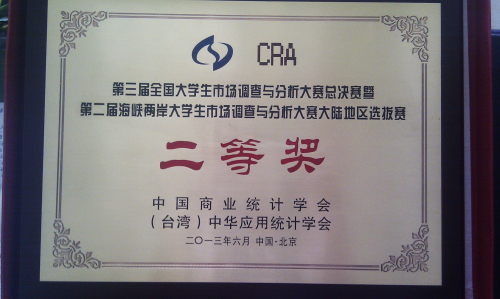 CRA
第三届全国大学生市场调查与分析大赛总决赛暨
第二届海峡两岸大学生市场调查与分析大赛大陆地区选拔赛
二等奖
中国商业统计学会
(台湾)中华应用统计学会
二〇一三年六月 中国·北京